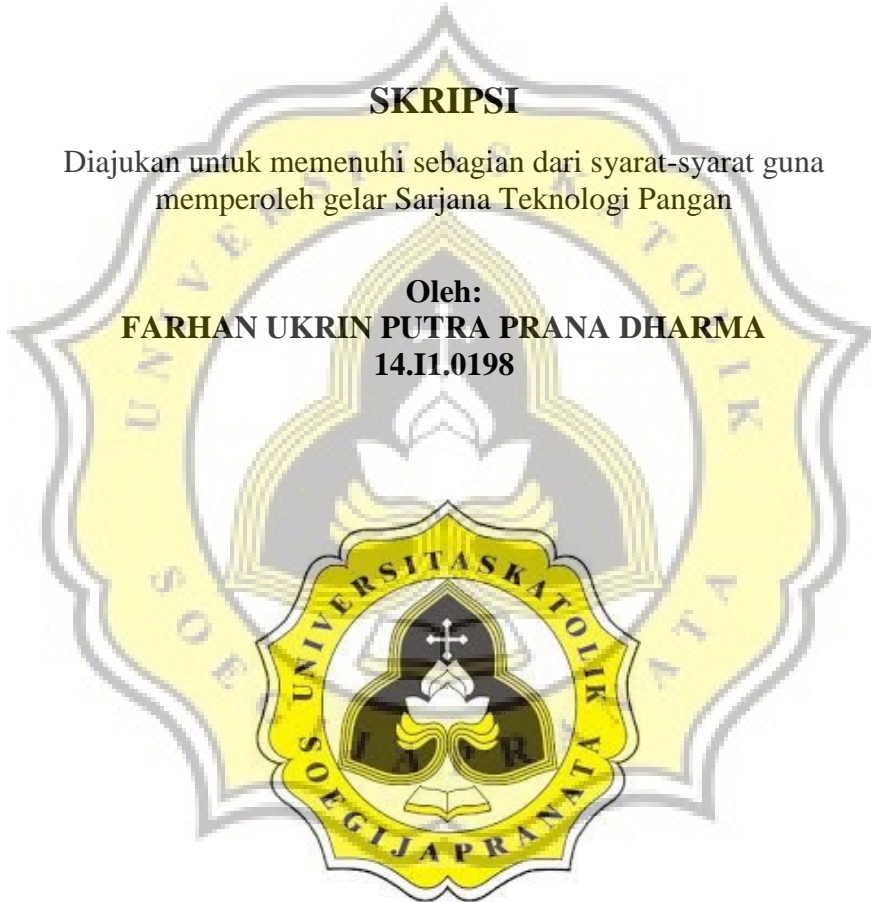 SKRIPSI
Diajukan untuk memenuhi sebagian dari syarat-syarat guna
memperoleh gelar Sarjana Teknologi Pangan
Oleh:
FARHAN UKRIN PUTRA PRANA DHARMA
14.I1.0198
UNIVERSITAS KATOLIK
SOEGIJAPRANATA